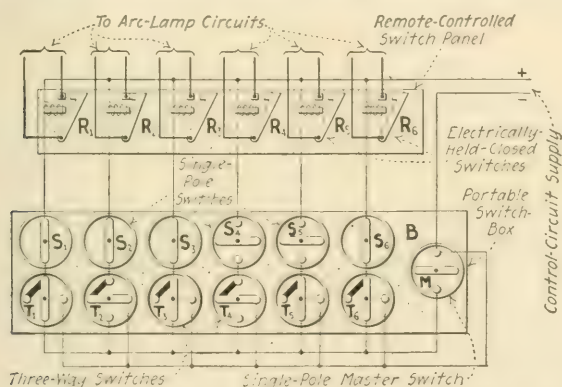 To Arc-Lamp Circuits
Remote-Controlled
Switch Panel
+
−
R1
R
R3
R4
R5
R6
Electrically-
Held-Closed
Switches
Single-
Pole
Switches
Portable
Switch-
Box
Control-Circuit Supply
S1
S2
S3
S4
S5
S6
B
T1
T2
T3
T4
T5
T6
M
Three-Way Switches
Single-Pole Master Switch